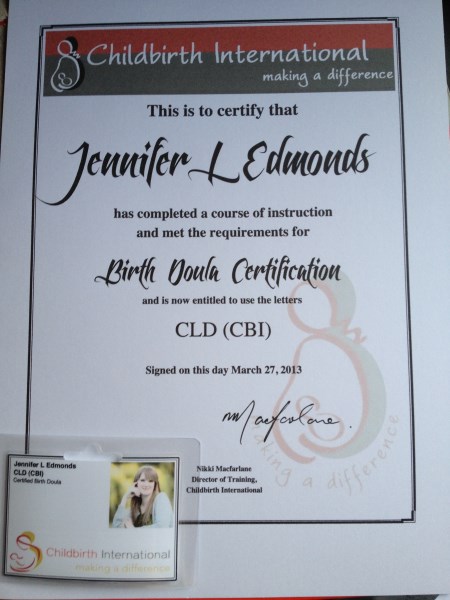 Childbirth International
making a difference
This is to certify that
Jennifer L Edmonds
has completed a course of instruction
and met the requirements for
Birth Doula Certification
and is now entitled to use the letters
CLD (CBI)
Signed on this day March 27, 2013
NMacfarlane.
making a difference
Nikki Macfarlane
Director of Training,
Childbirth International
Jennifer L Edmonds
CLD (CBI)
Certified Birth Doula
Childbirth International
making a difference